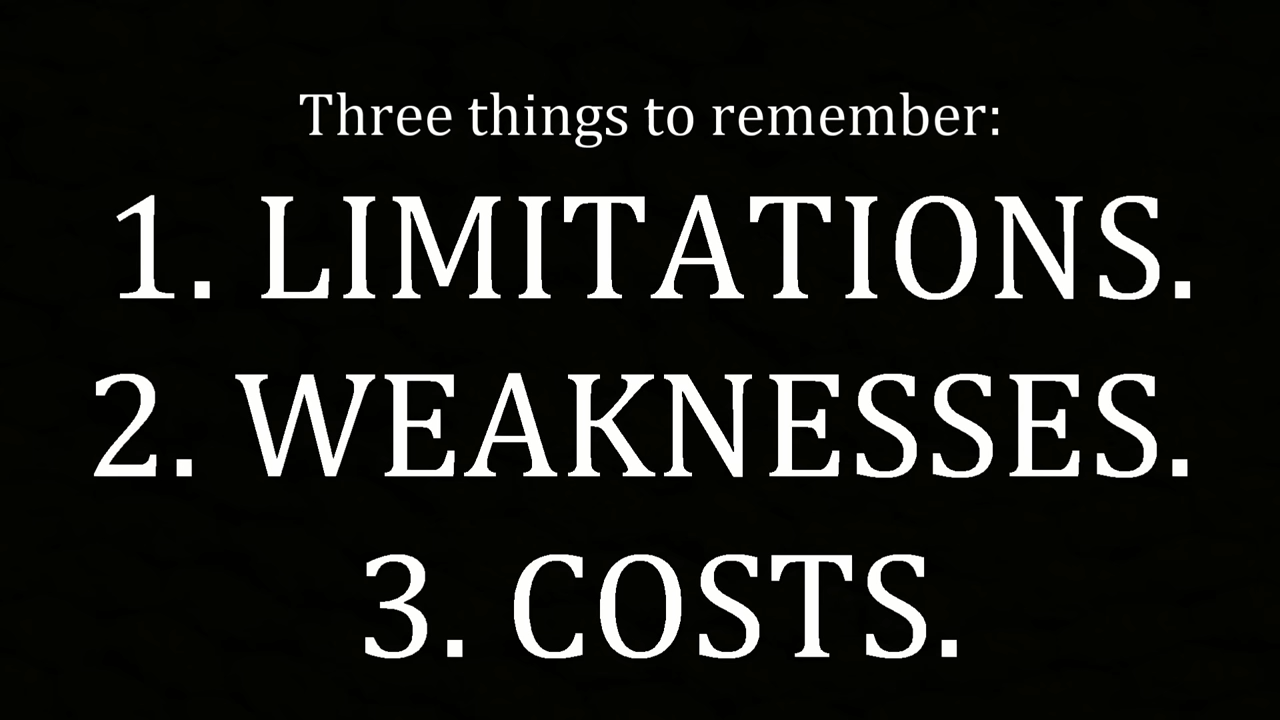 Three things to remember:
1. LIMITATIONS.
2. WEAKNESSES.
3. COSTS.